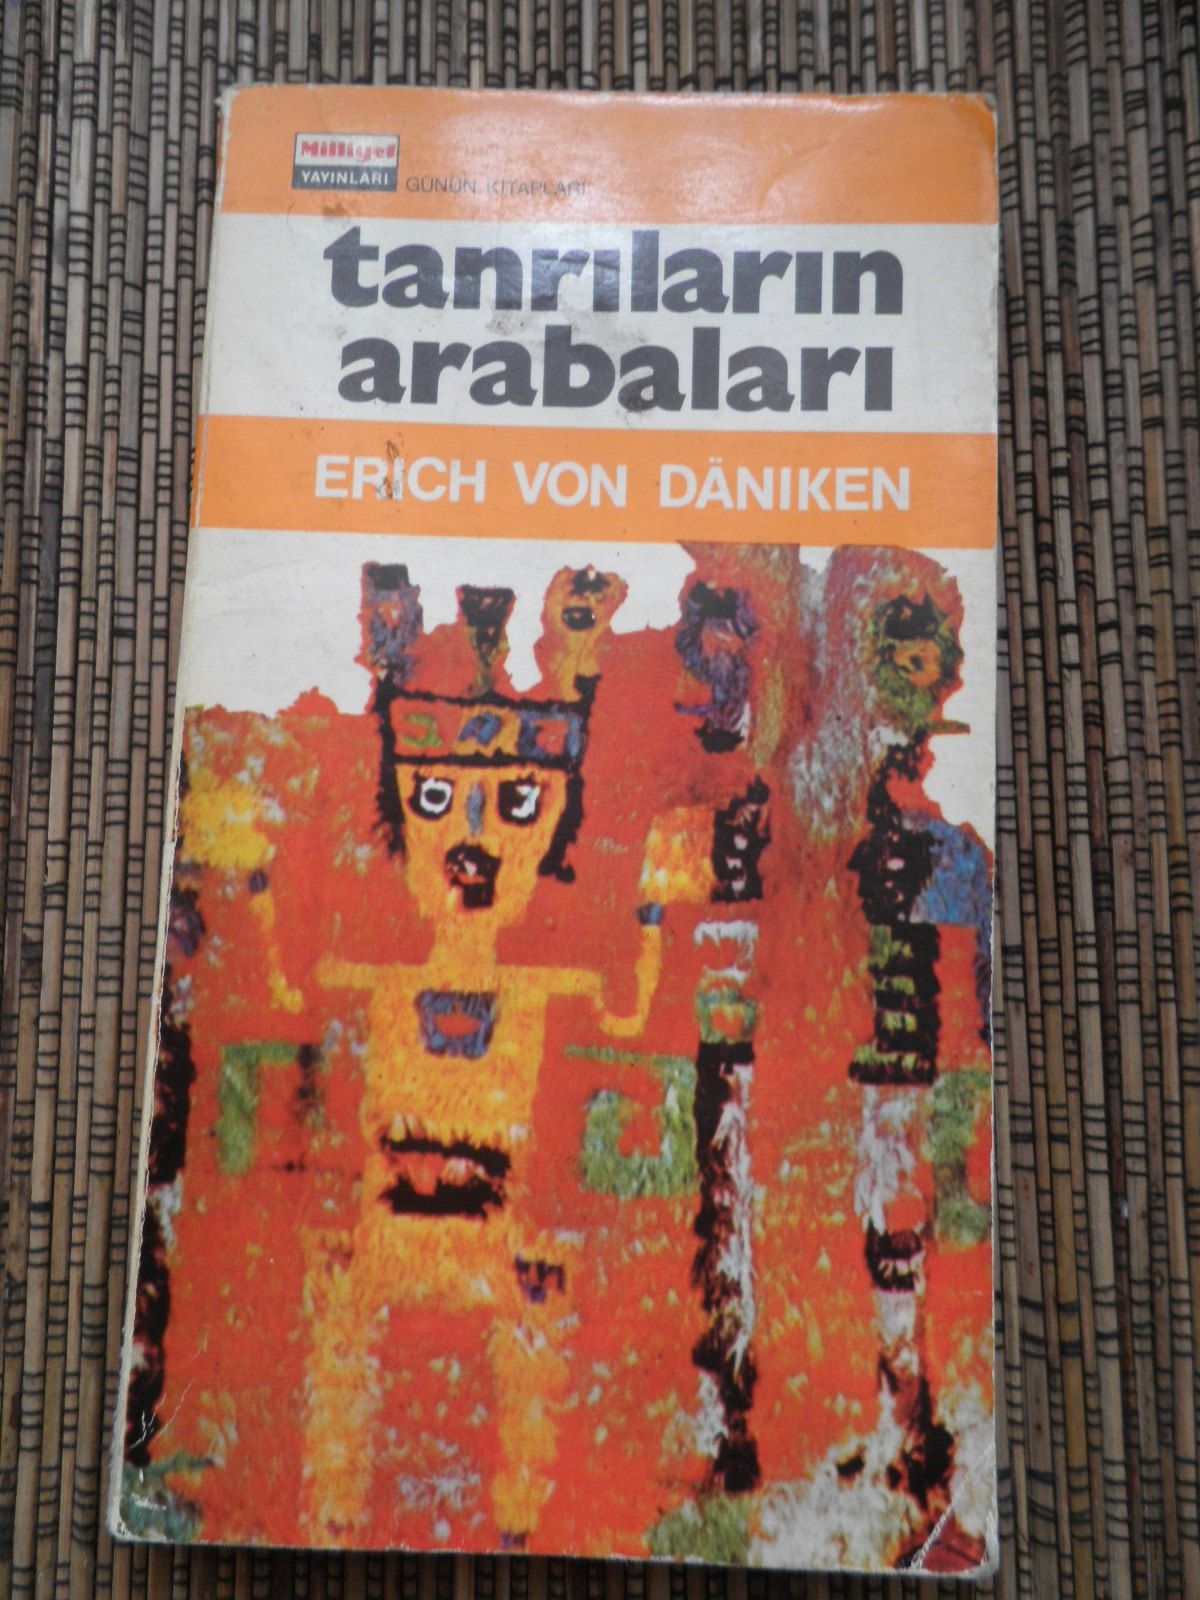 Milliyet
YAYINLARI GÜNÜN KİTAPLARI
tanrıların
arabaları
ERICH VON DÄNIKEN